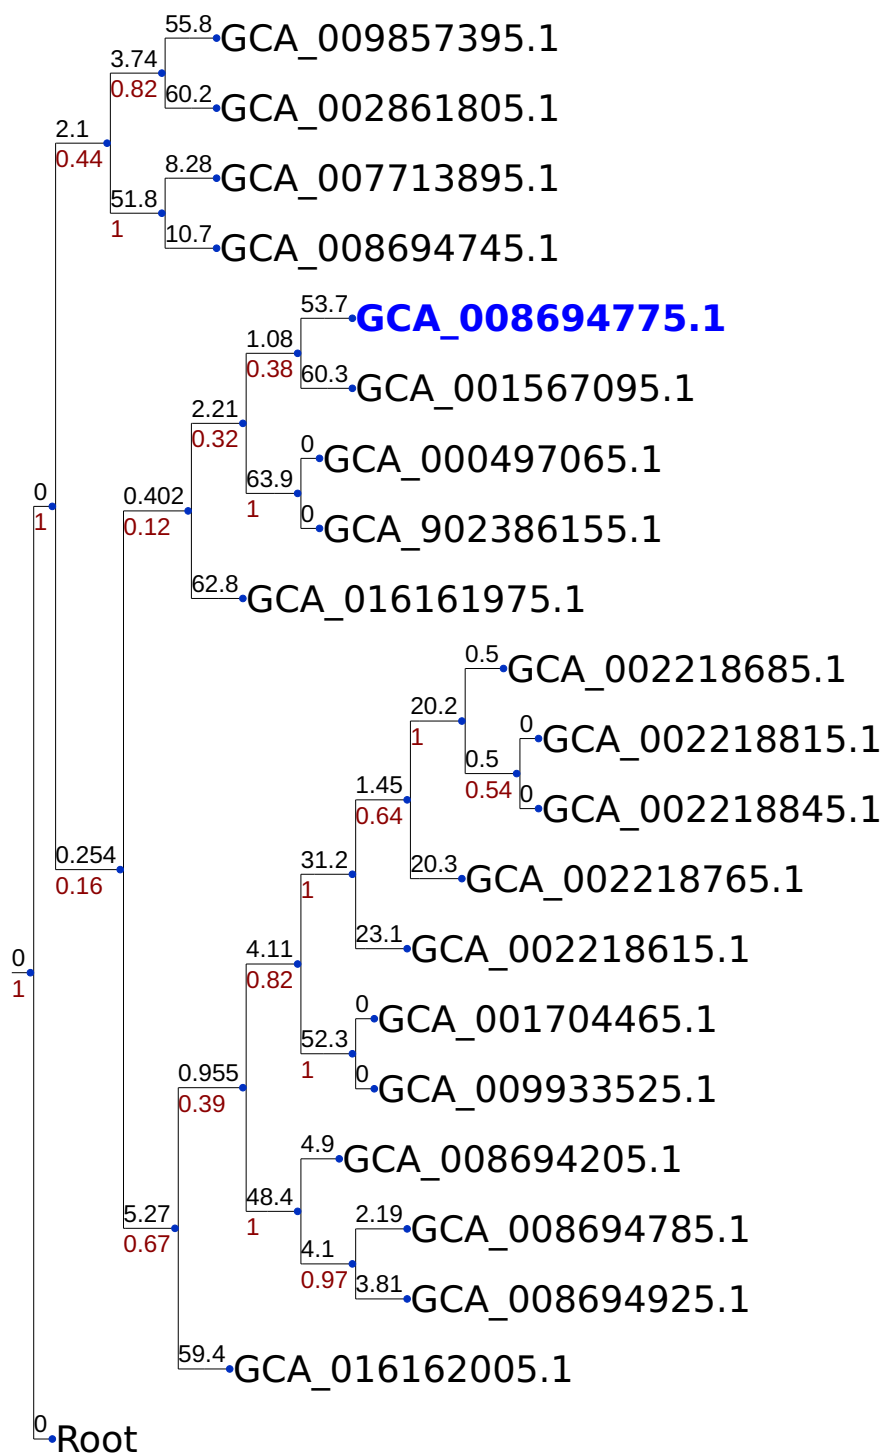 55.8
GCA_009857395.1
3.74
0.82
60.2
GCA_002861805.1
2.1
0.44
8.28
GCA_007713895.1
51.8
1
10.7
GCA_008694745.1
53.7
GCA_008694775.1
1.08
0.38
60.3
GCA_001567095.1
2.21
0.32
0
GCA_000497065.1
63.9
1
0
GCA_902386155.1
0
1
0.402
0.12
62.8
GCA_016161975.1
0.5
GCA_002218685.1
20.2
1
0
GCA_002218815.1
0.5
0.54
0
GCA_002218845.1
1.45
0.64
20.3
GCA_002218765.1
0.254
0.16
31.2
1
23.1
GCA_002218615.1
0
1
4.11
0.82
0
GCA_001704465.1
52.3
1
0
GCA_009933525.1
0.955
0.39
4.9
GCA_008694205.1
48.4
1
2.19
GCA_008694785.1
5.27
0.67
4.1
0.97
3.81
GCA_008694925.1
59.4
GCA_016162005.1
0
Root